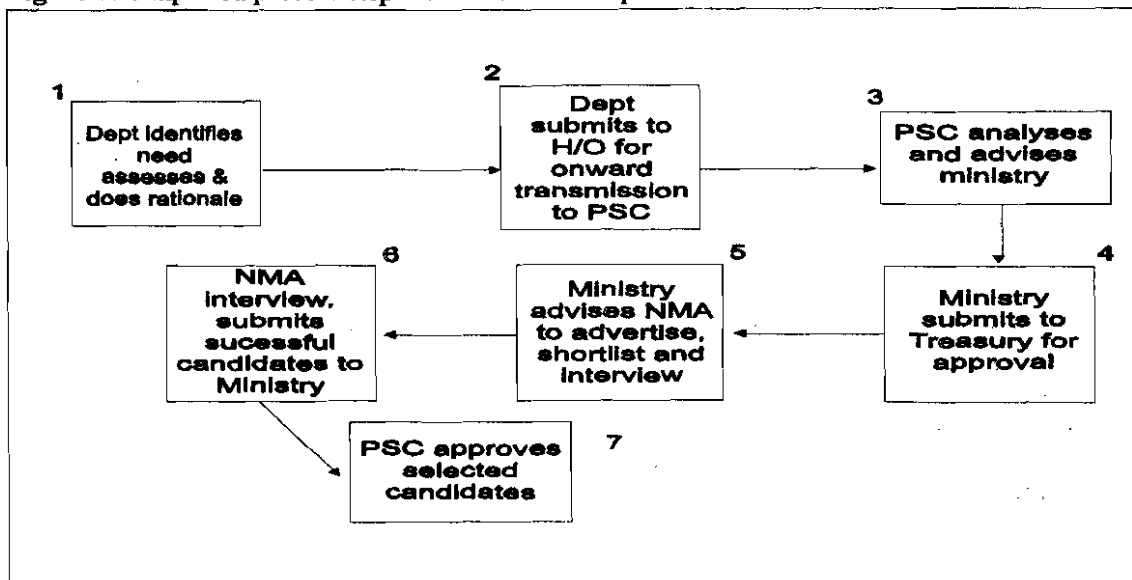 1
Dept identifies
need
assesses &
does rationale
2
Dept
submits to
H/O for
onward
transmission
to PSC
3
PSC analyses
and advises
ministry
4
Ministry
submits to
Treasury for
approval
5
Ministry
advises NMA
to advertise,
shortlist and
interview
6
NMA
interview,
submits
sucessful
candidates to
Ministry
7
PSC approves
selected
candidates